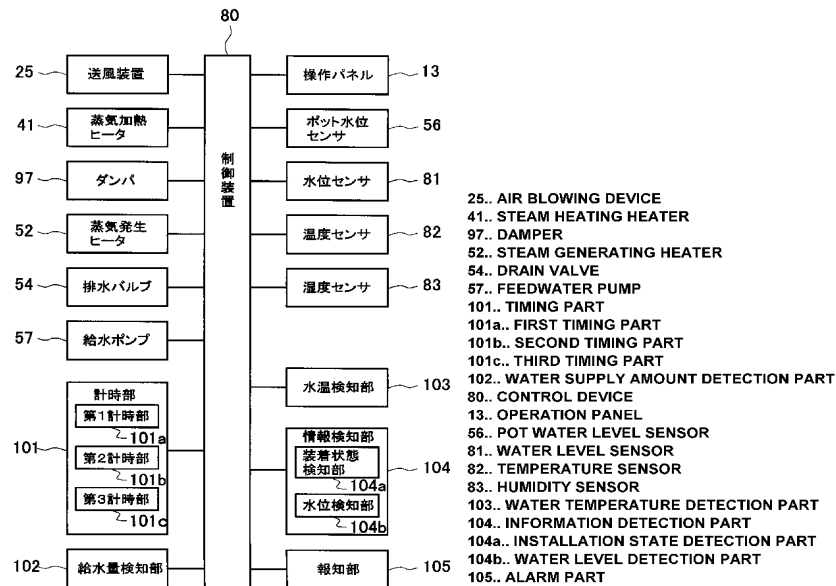 80
25
送風装置
操作パネル
13
41
蒸気加熱
ヒータ
ポット水位
センサ
56
97
ダンパ
制御装置
水位センサ
81
52
蒸気発生
ヒータ
温度センサ
82
54
排水バルブ
湿度センサ
83
57
給水ポンプ
水温検知部
103
101
計時部
第1計時部
101a
第2計時部
101b
第3計時部
101c
情報検知部
装着状態
検知部
104a
水位検知部
104b
104
102
給水量検知部
報知部
105
25.. AIR BLOWING DEVICE
41.. STEAM HEATING HEATER
97.. DAMPER
52.. STEAM GENERATING HEATER
54.. DRAIN VALVE
57.. FEEDWATER PUMP
101.. TIMING PART
101a.. FIRST TIMING PART
101b.. SECOND TIMING PART
101c.. THIRD TIMING PART
102.. WATER SUPPLY AMOUNT DETECTION PART
80.. CONTROL DEVICE
13.. OPERATION PANEL
56.. POT WATER LEVEL SENSOR
81.. WATER LEVEL SENSOR
82.. TEMPERATURE SENSOR
83.. HUMIDITY SENSOR
103.. WATER TEMPERATURE DETECTION PART
104.. INFORMATION DETECTION PART
104a.. INSTALLATION STATE DETECTION PART
104b.. WATER LEVEL DETECTION PART
105.. ALARM PART